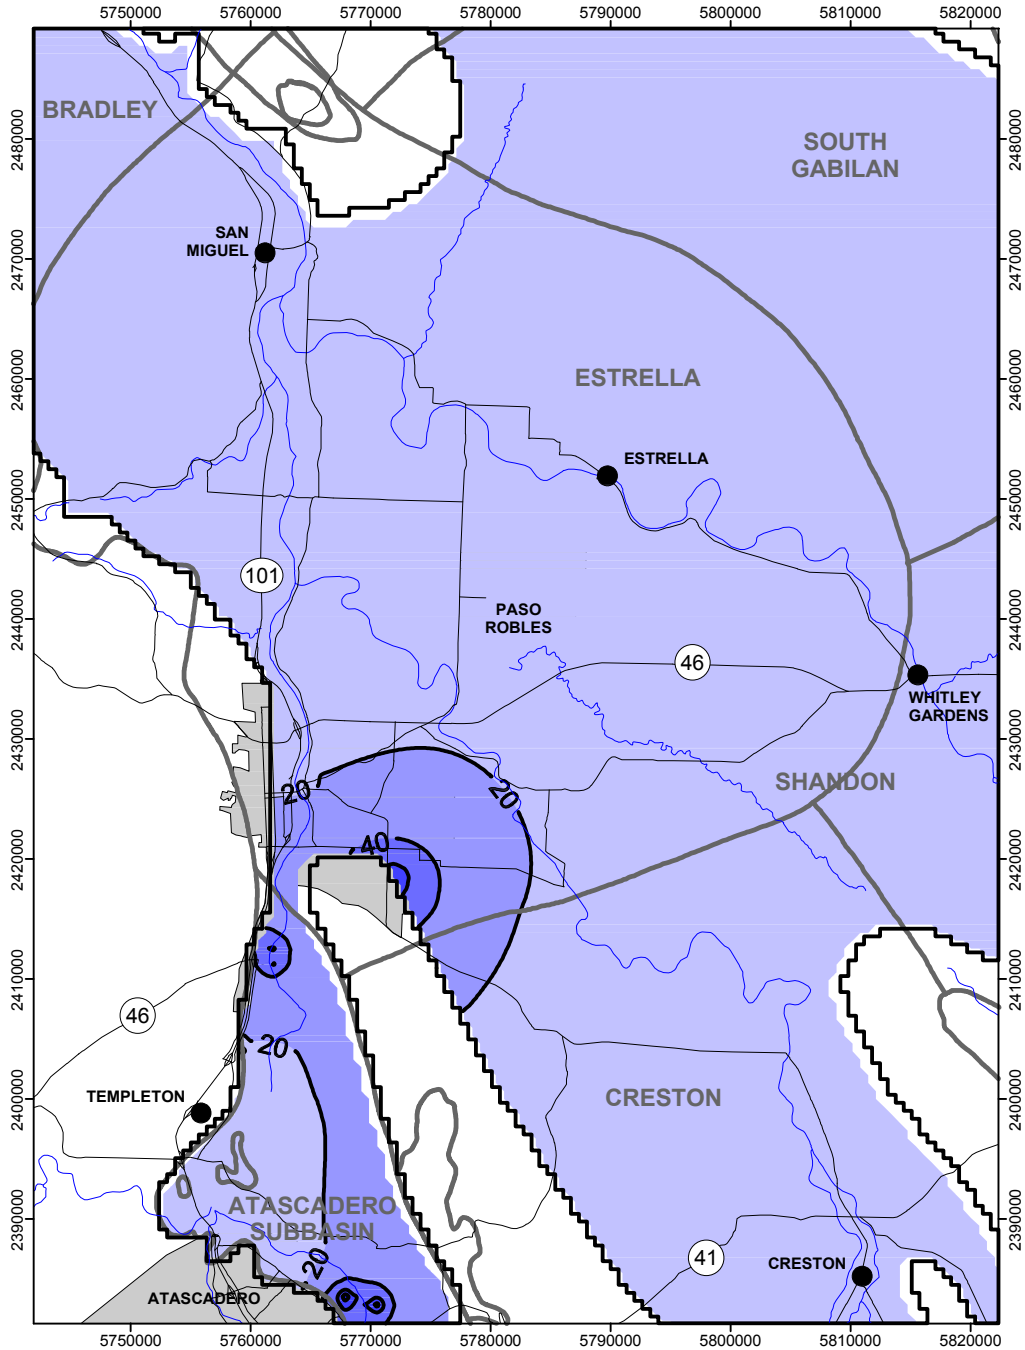 5750000 5760000 5770000 5780000 5790000 5800000 5810000 5820000
2480000
2470000
2460000
2450000
2440000
2430000
2420000
2410000
2400000
2390000
BRADLEY
SOUTH
GABILAN
SAN
MIGUEL
ESTRELLA
ESTRELLA
101
PASO
ROBLES
46
WHITLEY
GARDENS
SHANDON
20
20
40
46
20
TEMPLETON
CRESTON
ATASCADERO
SUBBASIN
20
41
CRESTON
ATASCADERO
2480000
2470000
2460000
2450000
2440000
2430000
2420000
2410000
2400000
2390000
5750000 5760000 5770000 5780000 5790000 5800000 5810000 5820000